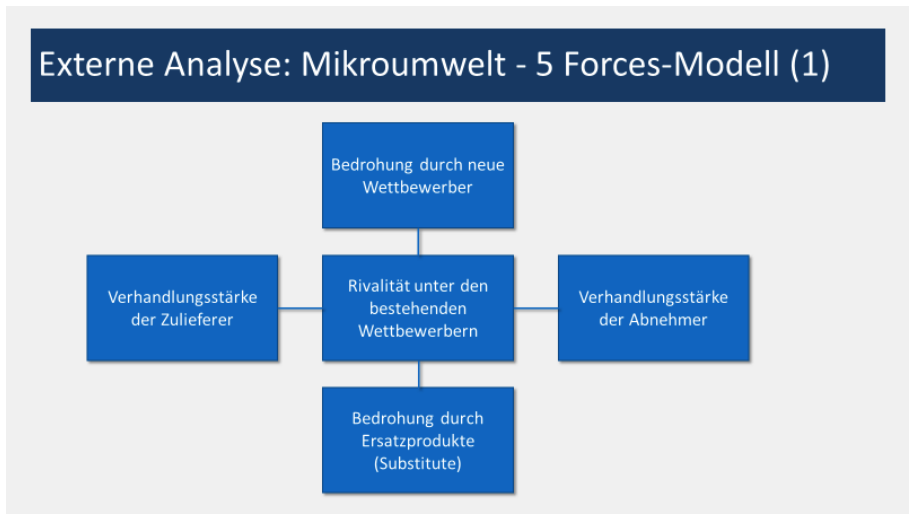 Externe Analyse: Mikroumwelt - 5 Forces-Modell (1)
Bedrohung durch neue
Wettbewerber
Verhandlungsstärke
der Zulieferer
Rivalität unter den
bestehenden
Wettbewerbern
Verhandlungsstärke
der Abnehmer
Bedrohung durch
Ersatzprodukte
(Substitute)